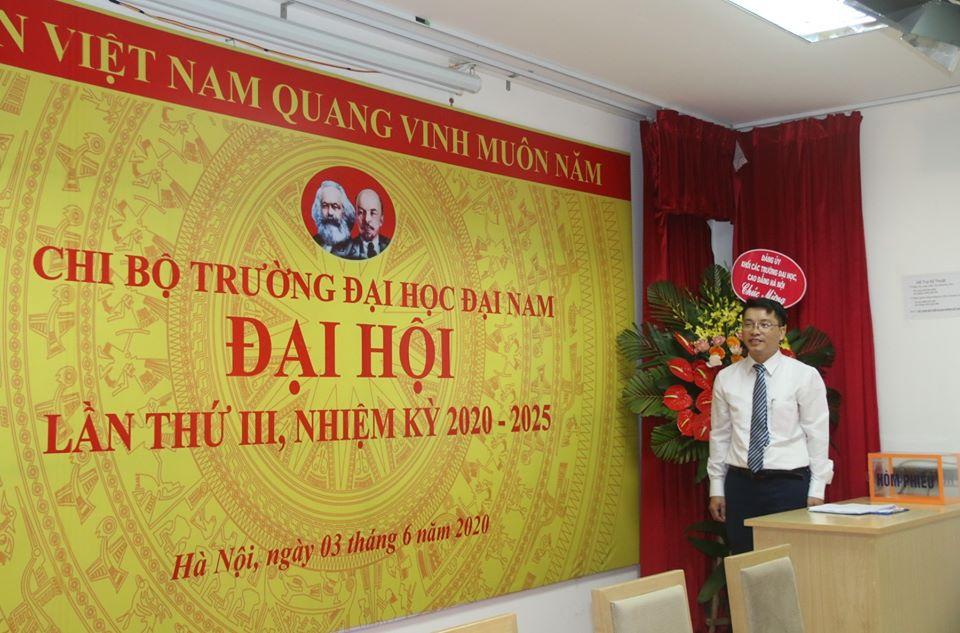 VIỆT NAM QUANG VINH MUÔN NĂM
CHI BỘ TRƯỜNG ĐẠI HỌC ĐẠI NAM
ĐẠI HỘI
LẦN THỨ III, NHIỆM KỲ 2020 - 2025
Hà Nội, ngày 03 tháng 6 năm 2020
ĐẢNG ỦY
KHỐI CÁC TRƯỜNG ĐẠI HỌC,
CAO ĐẲNG HÀ NỘI
Chúc Mừng
HÒM PHIẾU